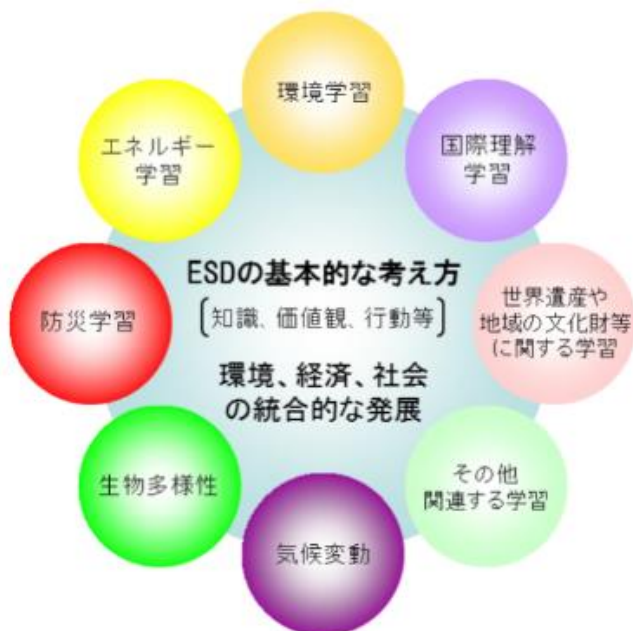 環境学習
国際理解
学習
世界遺産や
地域の文化財等
に関する学習
その他
関連する学習
気候変動
生物多様性
防災学習
エネルギー
学習
ESDの基本的な考え方
[知識、価値観、行動等]
環境、経済、社会
の統合的な発展